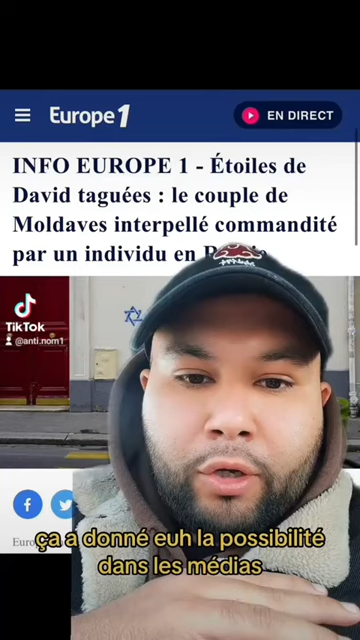 Europe 1
EN DIRECT
INFO EUROPE 1 - Étoiles de
David taguées : le couple de
Moldaves interpellé commandité
par un individu en
TikTok
@anti.nom1
ça a donné euh la possibilité
dans les médias